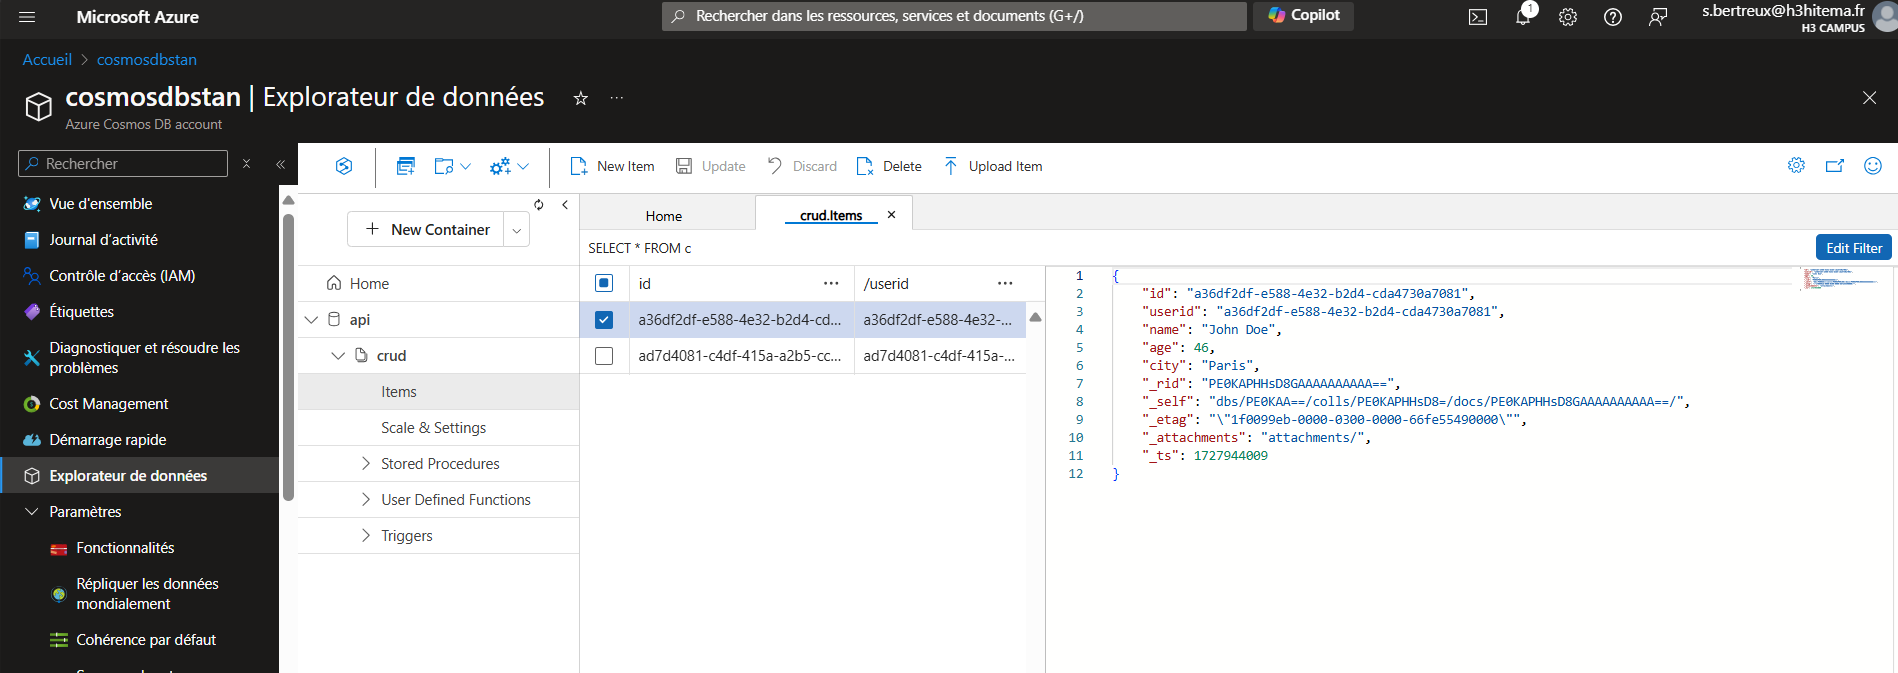 Microsoft Azure
Rechercher dans les ressources, services et documents (G+/)
Copilot
1
s.bertreux@h3hitema.fr
H3 CAMPUS
Accueil > cosmosdbstan
cosmosdbstan | Explorateur de données
Azure Cosmos DB account
Rechercher
Vue d'ensemble
Journal d'activité
Contrôle d'accès (IAM)
Étiquettes
Diagnostiquer et résoudre les
problèmes
Cost Management
Démarrage rapide
Explorateur de données
Paramètres
Fonctionnalités
Répliquer les données
mondialement
Cohérence par défaut
New Item
Update
Discard
Delete
Upload Item
New Container
Home
api
crud
Items
Scale & Settings
Stored Procedures
User Defined Functions
Triggers
Home
crud.Items
SELECT * FROM c
Edit Filter
id ... /userid ...
a36df2df-e588-4e32-b2d4-cd... a36df2df-e588-4e32-...
ad7d4081-c4df-415a-a2b5-cc... ad7d4081-c4df-415a-...
1 {
2 "id": "a36df2df-e588-4e32-b2d4-cda4730a7081",
3 "userid": "a36df2df-e588-4e32-b2d4-cda4730a7081",
4 "name": "John Doe",
5 "age": 46,
6 "city": "Paris",
7 "_rid": "PE0KAPHHsD8GAAAAAAAAAA==",
8 "_self": "dbs/PE0KAA==/colls/PE0KAPHHsD8=/docs/PE0KAPHHsD8GAAAAAAAAAA==/",
9 "_etag": "\"1f0099eb-0000-0300-0000-66fe55490000\"",
10 "_attachments": "attachments/",
11 "_ts": 1727944009
12 }